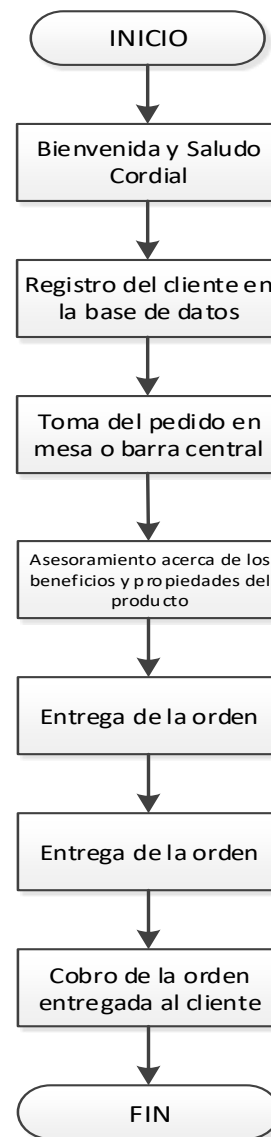 INICIO
Bienvenida y Saludo
Cordial
Registro del cliente en
la base de datos
Toma del pedido en
mesa o barra central
Asesoramiento acerca de los
beneficios y propiedades del
producto
Entrega de la orden
Entrega de la orden
Cobro de la orden
entregada al cliente
FIN